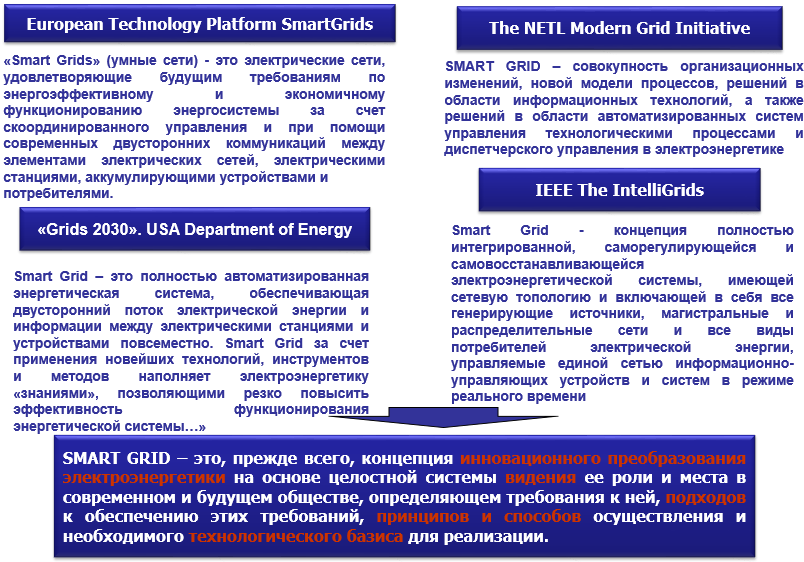 European Technology Platform SmartGrids
«Smart Grids» (умные сети) - это электрические сети,
удовлетворяющие будущим требованиям по
энергоэффективному и экономичному
функционированию энергосистемы за счет
скоординированного управления и при помощи
современных двусторонних коммуникаций между
элементами электрических сетей, электрическими
станциями, аккумулирующими устройствами и
потребителями.
«Grids 2030». USA Department of Energy
Smart Grid – это полностью автоматизированная
энергетическая система, обеспечивающая
двусторонний поток электрической энергии и
информации между электрическими станциями и
устройствами повсеместно. Smart Grid за счет
применения новейших технологий, инструментов
и методов наполняет электроэнергетику
«знаниями», позволяющими резко повысить
эффективность функционирования
энергетической системы…»
The NETL Modern Grid Initiative
SMART GRID – совокупность организационных
изменений, новой модели процессов, решений в
области информационных технологий, а также
решений в области автоматизированных систем
управления технологическими процессами и
диспетчерского управления в электроэнергетике
IEEE The IntelliGrids
Smart Grid - концепция полностью
интегрированной, саморегулирующейся и
самовосстанавливающейся
электроэнергетической системы, имеющей
сетевую топологию и включающей в себя все
генерирующие источники, магистральные и
распределительные сети и все виды
потребителей электрической энергии,
управляемые единой сетью информационно-
управляющих устройств и систем в режиме
реального времени
SMART GRID – это, прежде всего, концепция инновационного преобразования
электроэнергетики на основе целостной системы видения ее роли и места в
современном и будущем обществе, определяющем требования к ней, подходов
к обеспечению этих требований, принципов и способов осуществления и
необходимого технологического базиса для реализации.